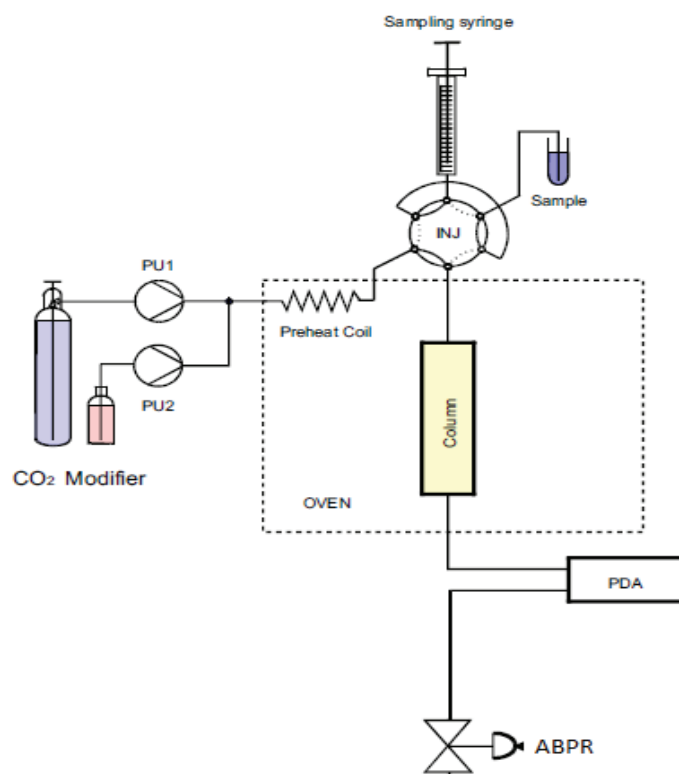 Sampling syringe
Sample
INJ
PU1
Preheat Coil
PU2
Column
CO₂ Modifier
OVEN
PDA
ABPR